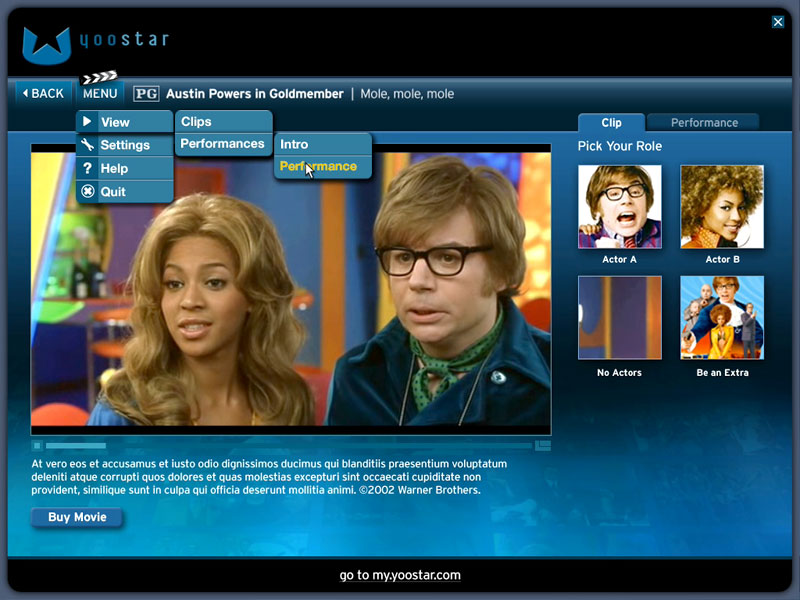 yoostar
BACK
MENU
PG
Austin Powers in Goldmember | Mole, mole, mole
View
Clips
Settings
Performances
Intro
Help
Performance
Quit
Clip
Performance
Pick Your Role
Actor A
Actor B
No Actors
Be an Extra
At vero eos et accusamus et iusto odio dignissimos ducimus qui blanditiis praesentium voluptatum
deleniti atque corrupti quos dolores et quas molestias excepturi sint occaecati cupiditate non
provident, similique sunt in culpa qui officia deserunt mollitia animi. ©2002 Warner Brothers.
Buy Movie
go to my.yoostar.com